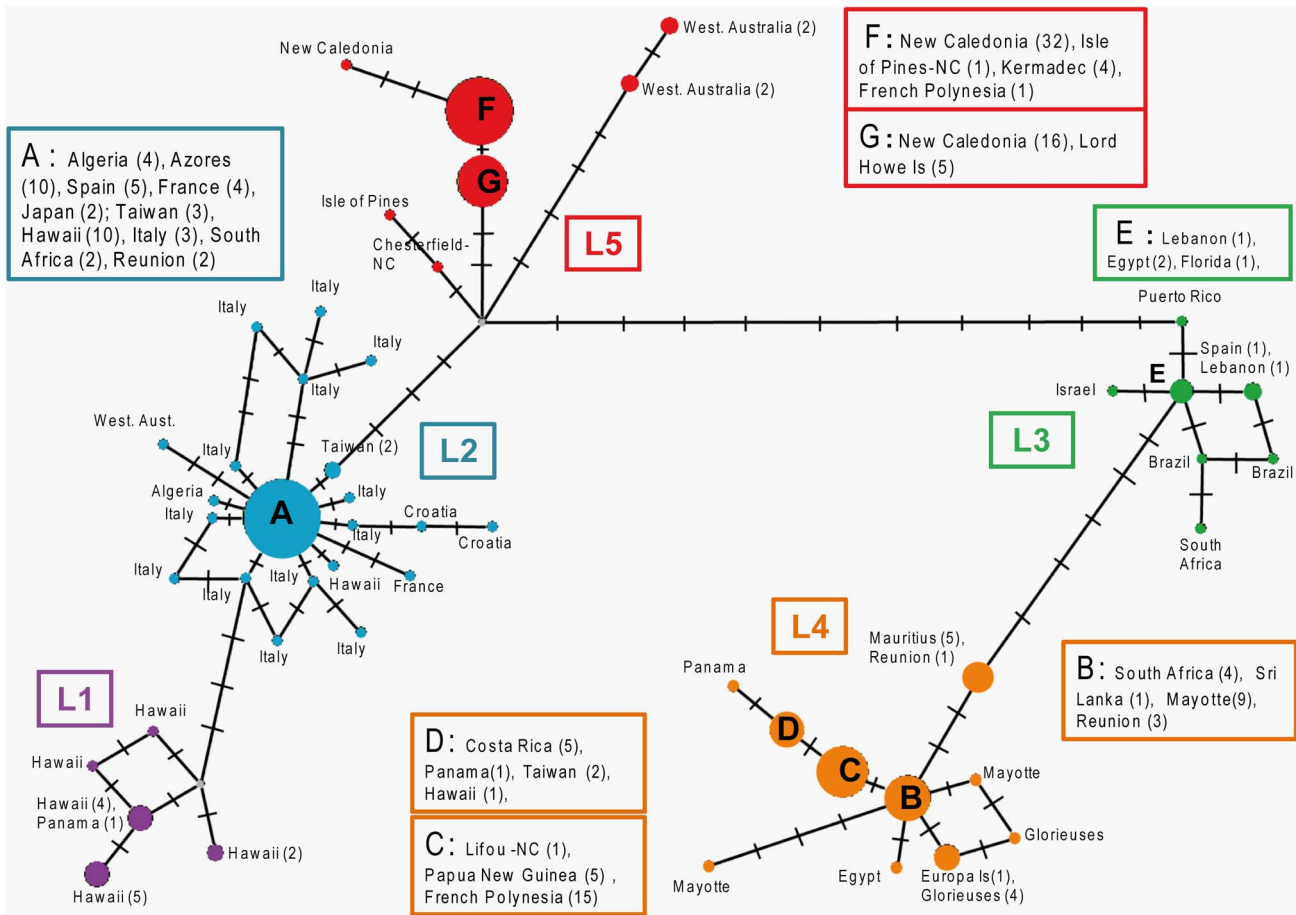 West. Australia (2)
New Caledonia
West. Australia (2)
F
G
F: New Caledonia (32), Isle
of Pines-NC (1), Kermadec (4),
French Polynesia (1)
G: New Caledonia (16), Lord
Howe Is (5)
A: Algeria (4), Azores
(10), Spain (5), France (4),
Japan (2); Taiwan (3),
Hawaii (10), Italy (3), South
Africa (2), Reunion (2)
Isle of Pines
Chesterfield-
NC
L5
E: Lebanon (1),
Egypt(2), Florida (1),
Puerto Rico
Spain (1),
Lebanon (1)
E
Israel
Brazil
Brazil
South
Africa
L3
Italy
Italy
Italy
Italy
West. Aust.
Italy
Taiwan (2)
L2
Algeria
Italy
Italy
A
Croatia
Italy
Croatia
Italy
Italy
Italy
Hawaii
France
Italy
Italy
L1
Hawaii
Hawaii
Hawaii(4),
Panama (1)
Hawaii (2)
Hawaii(5)
L4
Mauritius (5),
Reunion (1)
Panama
D
C
B
Mayotte
Glorieuses
Mayotte
Egypt
Europa Is(1),
Glorieuses (4)
B: South Africa (4), Sri
Lanka (1), Mayotte(9),
Reunion (3)
D: Costa Rica (5),
Panama(1), Taiwan (2),
Hawaii (1),
C: Lifou -NC (1),
Papua New Guinea (5) ,
French Polynesia (15)